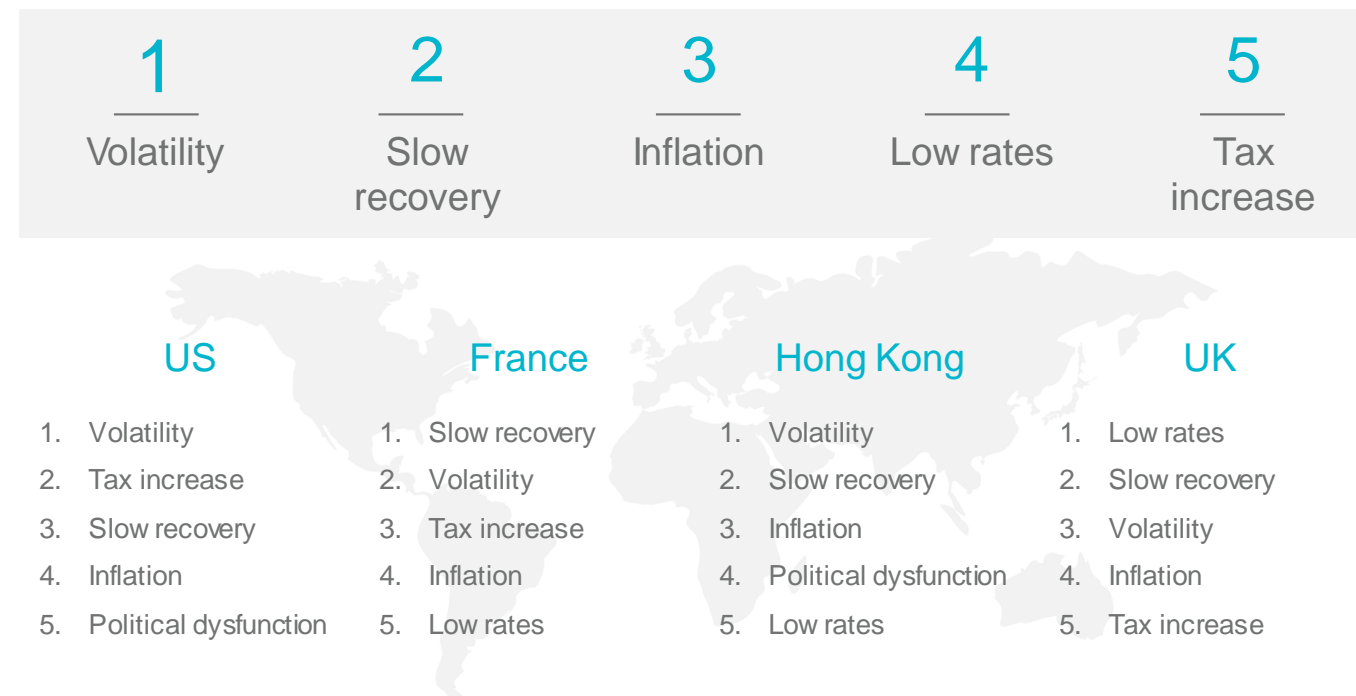 1
Volatility
2
Slow
recovery
3
Inflation
4
Low rates
5
Tax
increase
US
1. Volatility
2. Tax increase
3. Slow recovery
4. Inflation
5. Political dysfunction
France
1. Slow recovery
2. Volatility
3. Tax increase
4. Inflation
5. Low rates
Hong Kong
1. Volatility
2. Slow recovery
3. Inflation
4. Political dysfunction
5. Low rates
UK
1. Low rates
2. Slow recovery
3. Volatility
4. Inflation
5. Tax increase